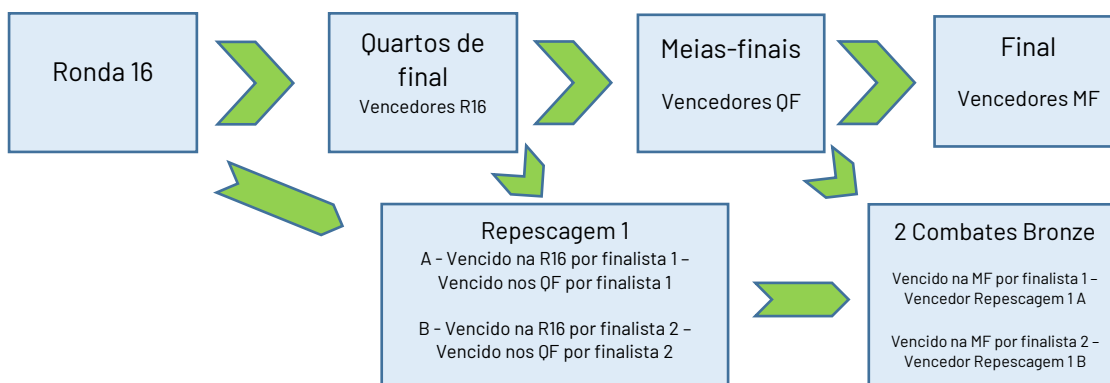 Ronda 16
Quartos de
final
Vencedores R16
Meias-finais
Vencedores QF
Final
Vencedores MF
Repescagem 1
A - Vencido na R16 por finalista 1 –
Vencido nos QF por finalista 1
B - Vencido na R16 por finalista 2 –
Vencido nos QF por finalista 2
2 Combates Bronze
Vencido na MF por finalista 1 –
Vencedor Repescagem 1 A
Vencido na MF por finalista 2 –
Vencedor Repescagem 1 B